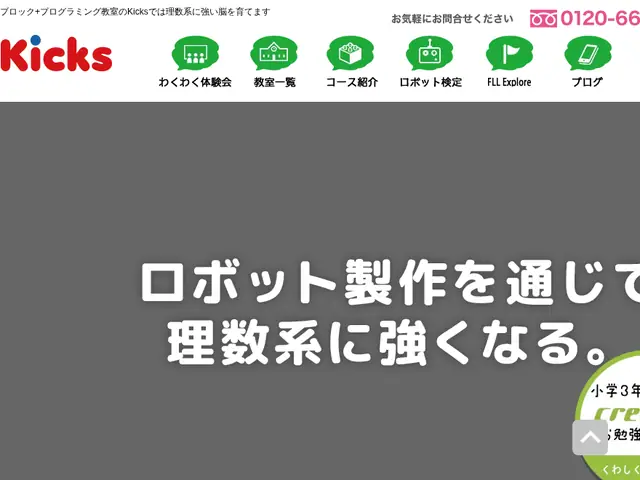 ブロック+プログラミング教室のKicksでは理数系に強い脳を育てます
お気軽にお問合せください
0120-66
Kicks
わくわく体験会
教室一覧
コース紹介
ロボット検定
FLL Explore
ブログ
ロボット製作を通じて
理数系に強くなる。
小学3年
cre
お勉強
くわしく